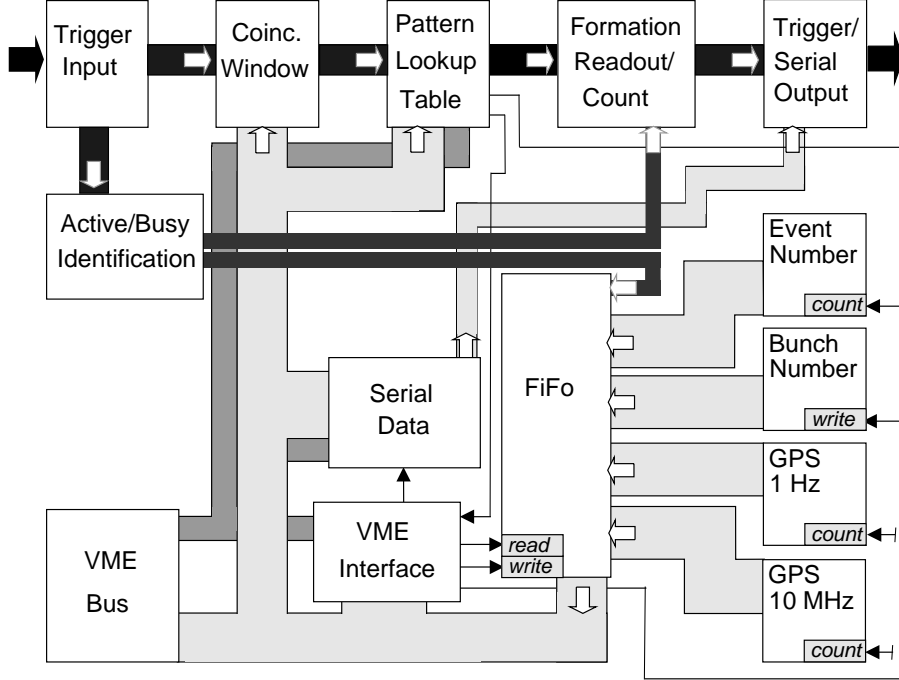 Trigger
Input
Coinc.
Window
Pattern
Lookup
Table
Formation
Readout/
Count
Trigger/
Serial
Output
Active/Busy
Identification
Event
Number
count
Bunch
Number
write
FiFo
Serial
Data
GPS
1 Hz
count
VME
Bus
VME
Interface
read
write
GPS
10 MHz
count